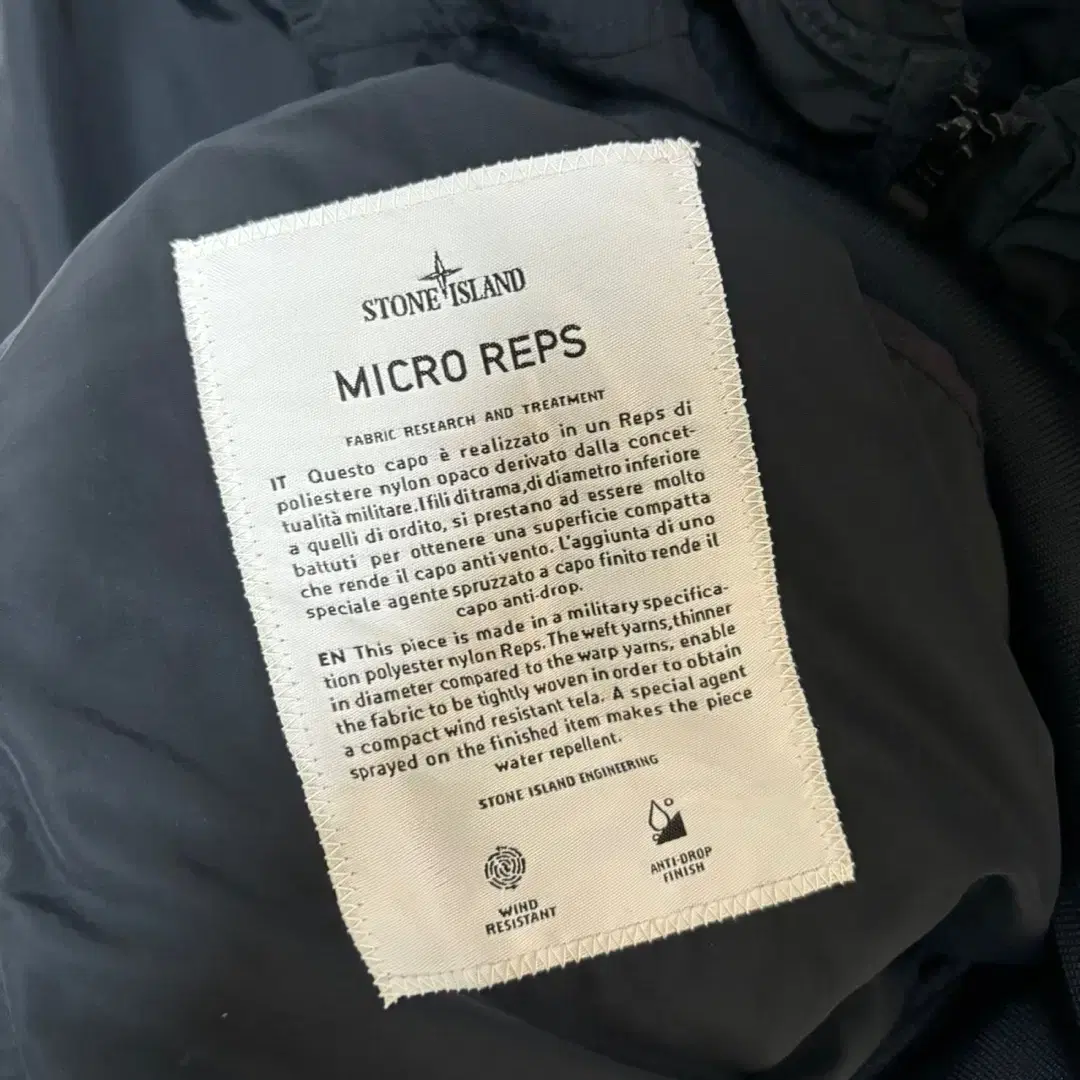 STONE ISLAND
MICRO REPS
FABRIC RESEARCH AND TREATMENT
IT Questo capo è realizzato in un Reps di
poliestere nylon opaco derivato dalla concet-
tualità militare.I fili di trama,di diametro inferiore
a quelli di ordito, si prestano ad essere molto
battuti per ottenere una superficie compatta
che rende il capo antivento. L'aggiunta di uno
speciale agente spruzzato a capo finito rende il
capo anti-drop.
EN This piece is made in a military specifica-
tion polyester nylon Reps. The weft yarns, thinner
in diameter compared to the warp yarns, enable
the fabric to be tightly woven in order to obtain
a compact wind resistant tela. A special agent
sprayed on the finished item makes the piece
water repellent.
STONE ISLAND ENGINEERING
WIND
RESISTANT
ANTI-DROP
FINISH